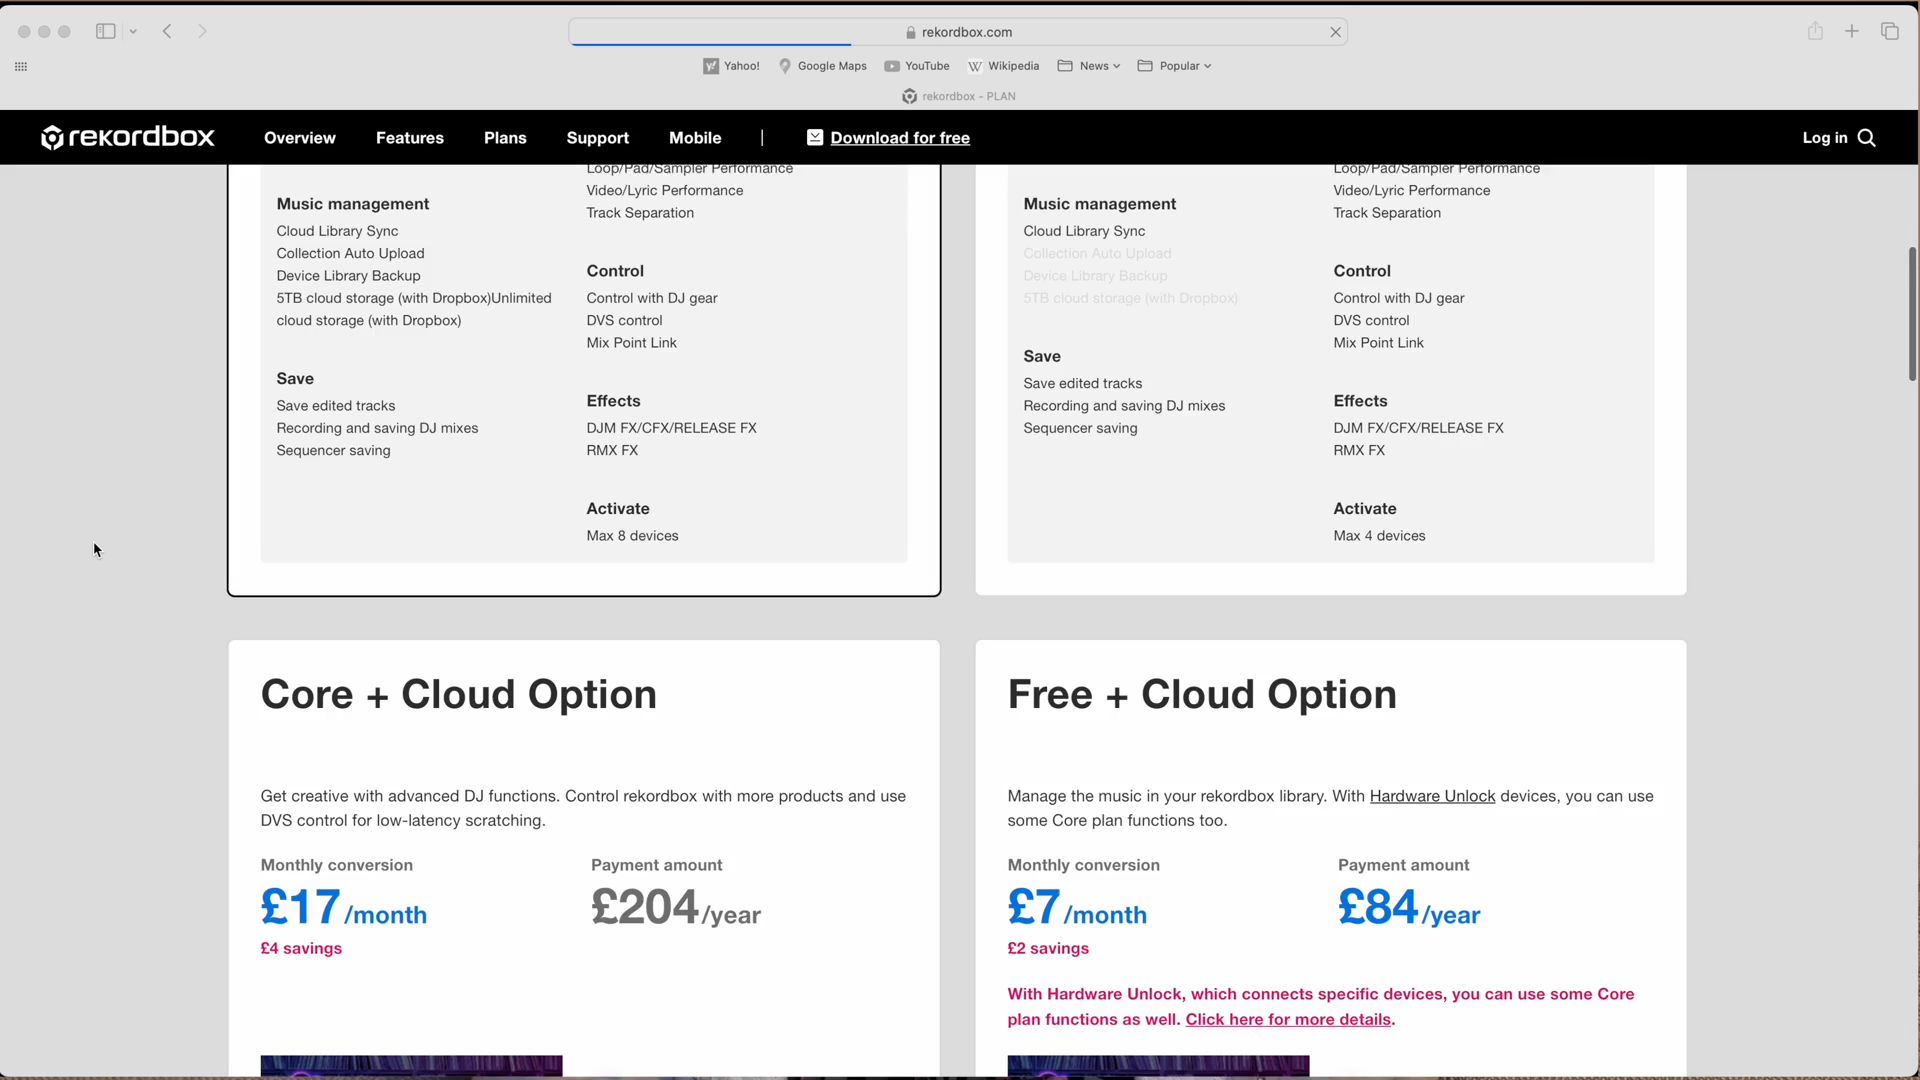 rekordbox.com
Yahoo!
Google Maps
YouTube
Wikipedia
News
Popular
rekordbox - PLAN
rekordbox
Overview
Features
Plans
Support
Mobile
Download for free
Log in
Loop/Pad/Sampler Performance
Video/Lyric Performance
Track Separation
Music management
Cloud Library Sync
Collection Auto Upload
Device Library Backup
5TB cloud storage (with Dropbox)Unlimited
cloud storage (with Dropbox)
Control
Control with DJ gear
DVS control
Mix Point Link
Save
Save edited tracks
Recording and saving DJ mixes
Sequencer saving
Effects
DJM FX/CFX/RELEASE FX
RMX FX
Activate
Max 8 devices
Loop/Pad/Sampler Performance
Video/Lyric Performance
Track Separation
Music management
Cloud Library Sync
Collection Auto Upload
Device Library Backup
5TB cloud storage (with Dropbox)
Control
Control with DJ gear
DVS control
Mix Point Link
Save
Save edited tracks
Recording and saving DJ mixes
Sequencer saving
Effects
DJM FX/CFX/RELEASE FX
RMX FX
Activate
Max 4 devices
Core + Cloud Option
Get creative with advanced DJ functions. Control rekordbox with more products and use
DVS control for low-latency scratching.
Monthly conversion
£17/month
£4 savings
Payment amount
£204/year
Free + Cloud Option
Manage the music in your rekordbox library. With Hardware Unlock devices, you can use
some Core plan functions too.
Monthly conversion
£7/month
£2 savings
Payment amount
£84/year
With Hardware Unlock, which connects specific devices, you can use some Core
plan functions as well. Click here for more details.